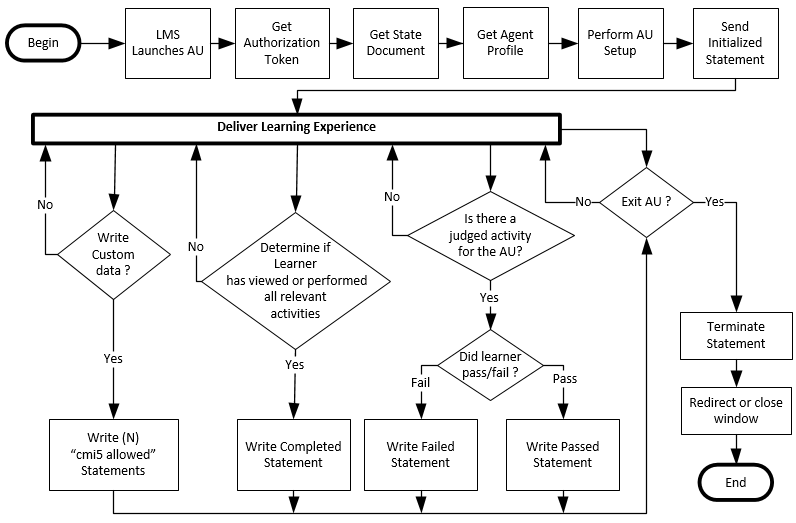 Begin
LMS
Launches AU
Get
Authorization
Token
Get State
Document
Get Agent
Profile
Perform AU
Setup
Send
Initialized
Statement
Deliver Learning Experience
No
Write
Custom
data ?
Yes
Write (N)
“cmi5 allowed”
Statements
No
Determine if
Learner
has viewed or performed
all relevant
activities
Yes
Write Completed
Statement
No
Is there a
judged activity
for the AU?
Yes
Did learner
pass/fail ?
Fail
Pass
Write Failed
Statement
Write Passed
Statement
No
Exit AU ?
Yes
Terminate
Statement
Redirect or close
window
End